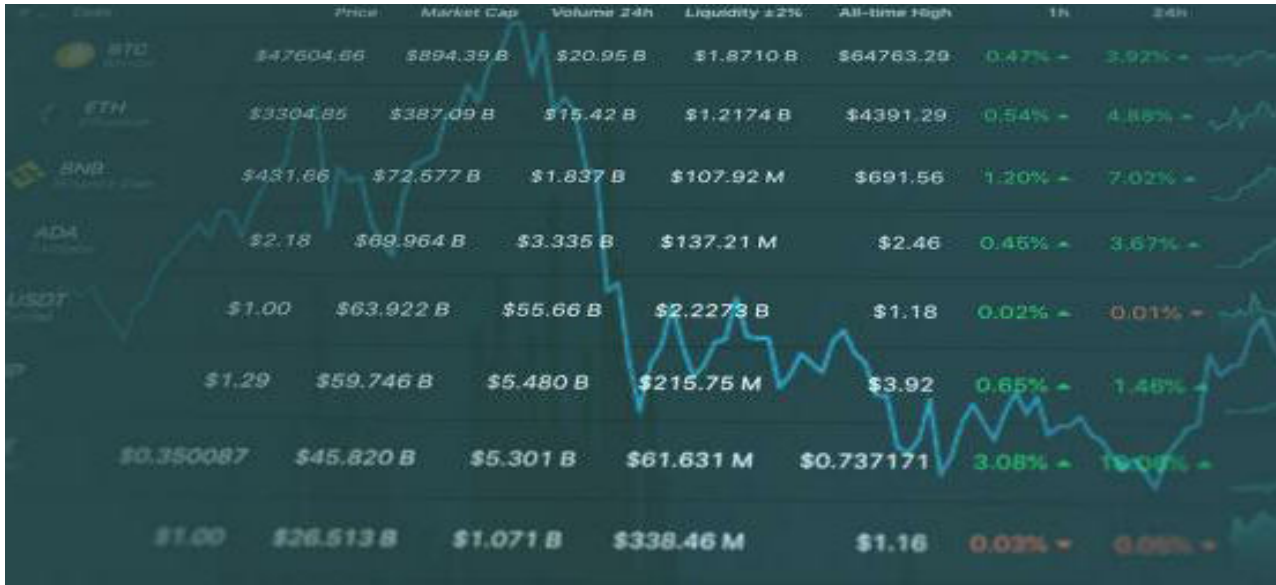 Price Market Cap Volume 24h Liquidity ±2% All-time High 1h 24h
BTC $47604.66 $894.39 B $20.95 B $1.8710 B $64763.29 0.47% 3.92%
ETH $3304.85 $387.09 B $15.42 B $1.2174 B $4391.29 0.54% 4.88%
BNB $431.66 $72.577 B $1.837 B $107.92 M $691.56 1.20% 7.02%
ADA $2.18 $69.964 B $3.335 B $137.21 M $2.46 0.45% 3.67%
USDT $1.00 $63.922 B $55.66 B $2.2273 B $1.18 0.02% 0.01%
$1.29 $59.746 B $5.480 B $215.75 M $3.92 0.65% 1.46%
$0.350087 $45.820 B $5.301 B $61.631 M $0.737171 3.08%
$1.00 $26.513 B $1.071 B $338.46 M $1.16 0.03%